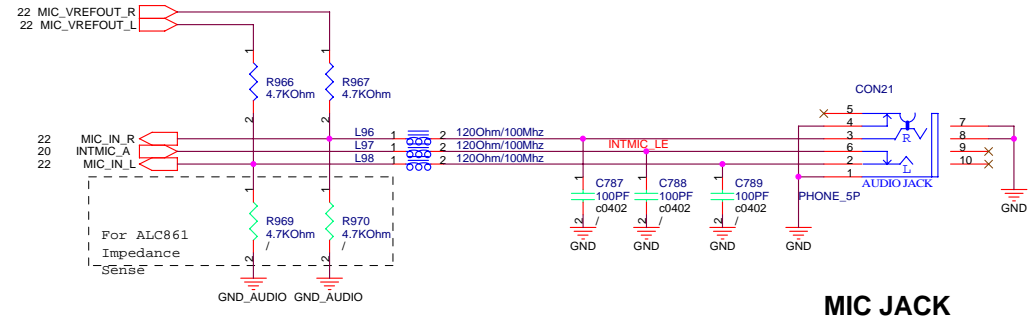 22 MIC_VREFOUT_R
22 MIC_VREFOUT_L
1 1
R966 R967
4.7KOhm 4.7KOhm
2 2
CON21
22 MIC_IN_R L96 1 2 120Ohm/100Mhz
20 INTMIC_A L97 1 2 120Ohm/100Mhz INTMIC_LE
22 MIC_IN_L L98 1 2 120Ohm/100Mhz
5
4 7
3 R 8
6 9
2 L 10
1 AUDIO JACK
PHONE_5P
1 1 1
C787 C788 C789
100PF 100PF 100PF
c0402 c0402 c0402
2 2 2
GND GND GND GND GND
1 1
R969 R970
4.7KOhm 4.7KOhm
/ /
2 2
For ALC861
Impedance
Sense
GND_AUDIO GND_AUDIO
MIC JACK